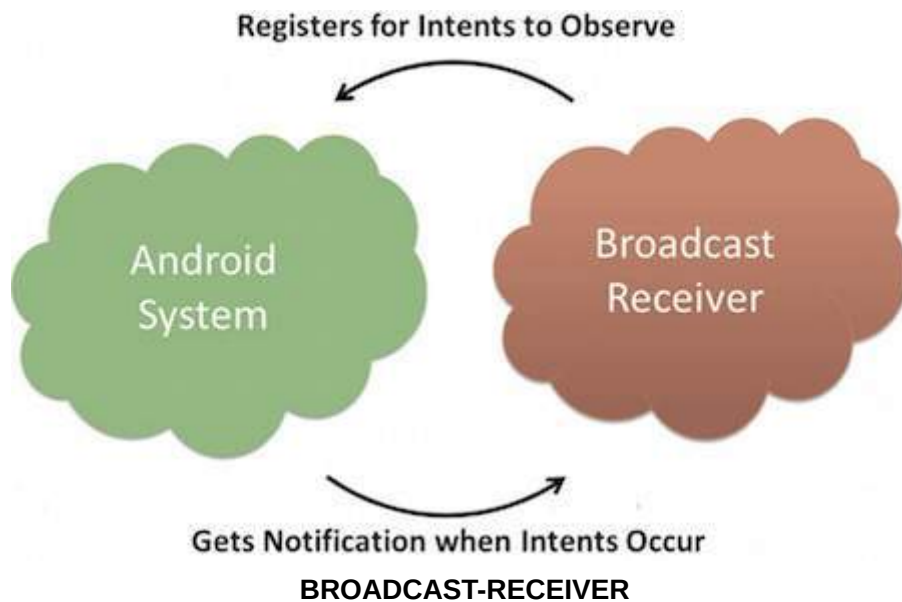 Registers for Intents to Observe
Android
System
Broadcast
Receiver
Gets Notification when Intents Occur
BROADCAST-RECEIVER